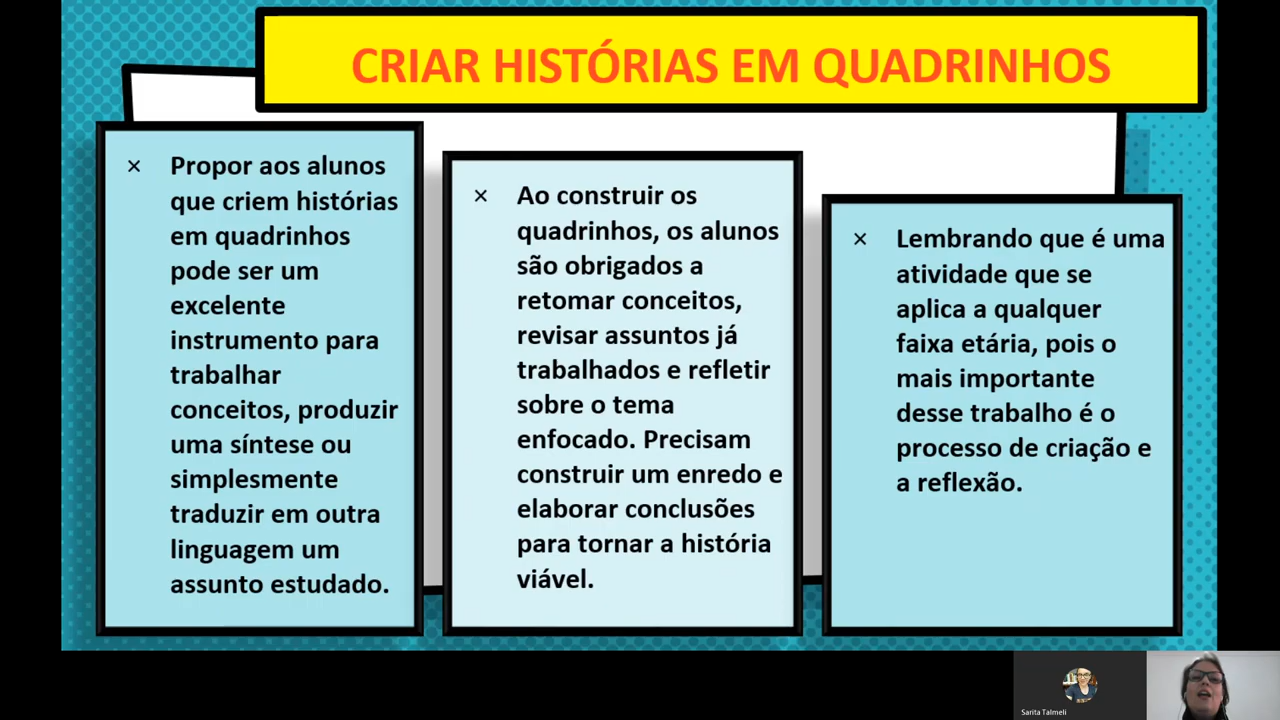 CRIAR HISTÓRIAS EM QUADRINHOS
× Propor aos alunos
que criem histórias
em quadrinhos
pode ser um
excelente
instrumento para
trabalhar
conceitos, produzir
uma síntese ou
simplesmente
traduzir em outra
linguagem um
assunto estudado.
× Ao construir os
quadrinhos, os alunos
são obrigados a
retomar conceitos,
revisar assuntos já
trabalhados e refletir
sobre o tema
enfocado. Precisam
construir um enredo e
elaborar conclusões
para tornar a história
viável.
× Lembrando que é uma
atividade que se
aplica a qualquer
faixa etária, pois o
mais importante
desse trabalho é o
processo de criação e
a reflexão.
Sarita Talmeli